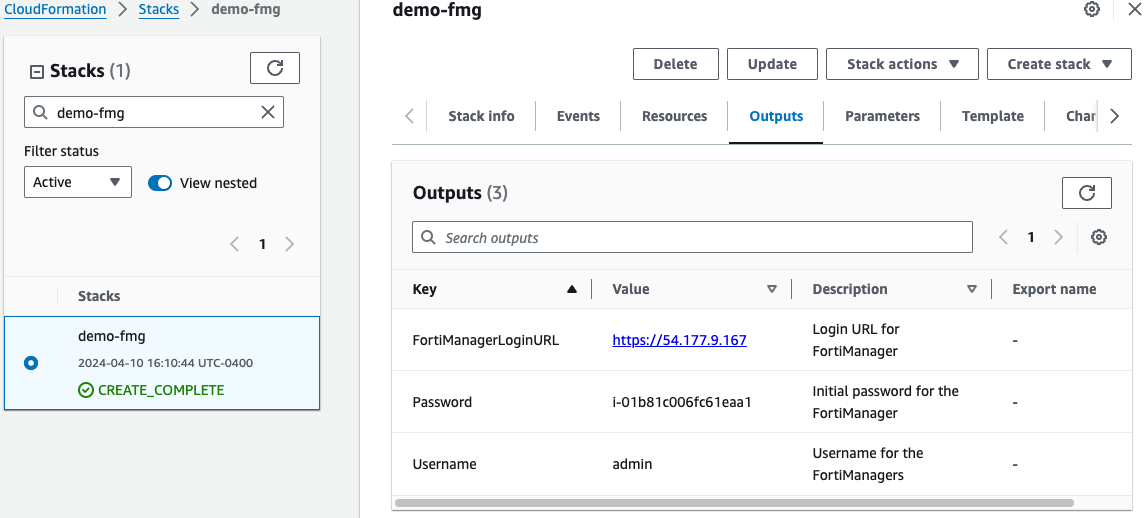 CloudFormation > Stacks > demo-fmg
Stacks (1)
demo-fmg
Filter status
Active
View nested
1
Stacks
demo-fmg
2024-04-10 16:10:44 UTC-0400
CREATE_COMPLETE
demo-fmg
Delete
Update
Stack actions
Create stack
Stack info
Events
Resources
Outputs
Parameters
Template
Char
Outputs (3)
Search outputs
1
Key
Value
Description
Export name
FortiManagerLoginURL
https://54.177.9.167
Login URL for
FortiManager
-
Password
i-01b81c006fc61eaa1
Initial password for the
FortiManager
-
Username
admin
Username for the
FortiManagers
-